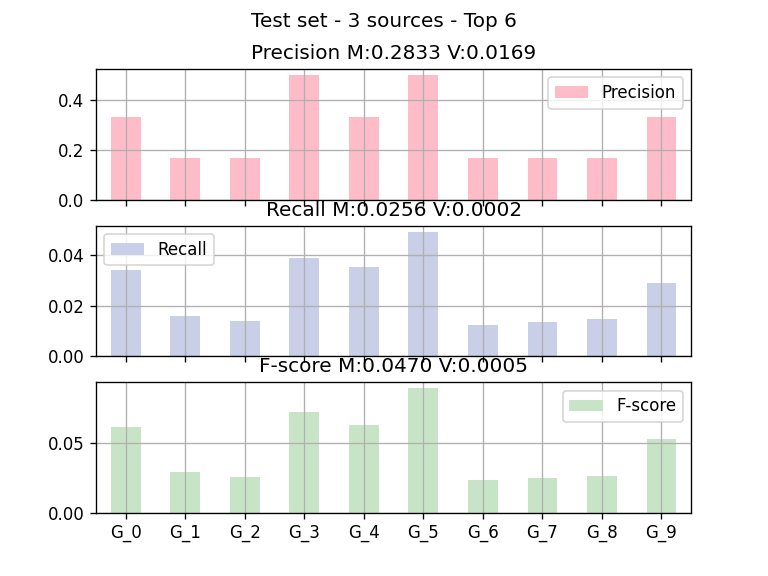 Test set - 3 sources - Top 6
Precision M:0.2833 V:0.0169
0.4
0.2
0.0
Precision
Recall M:0.0256 V:0.0002
0.04
0.02
0.00
Recall
F-score M:0.0470 V:0.0005
0.05
0.00
F-score
G_0 G_1 G_2 G_3 G_4 G_5 G_6 G_7 G_8 G_9